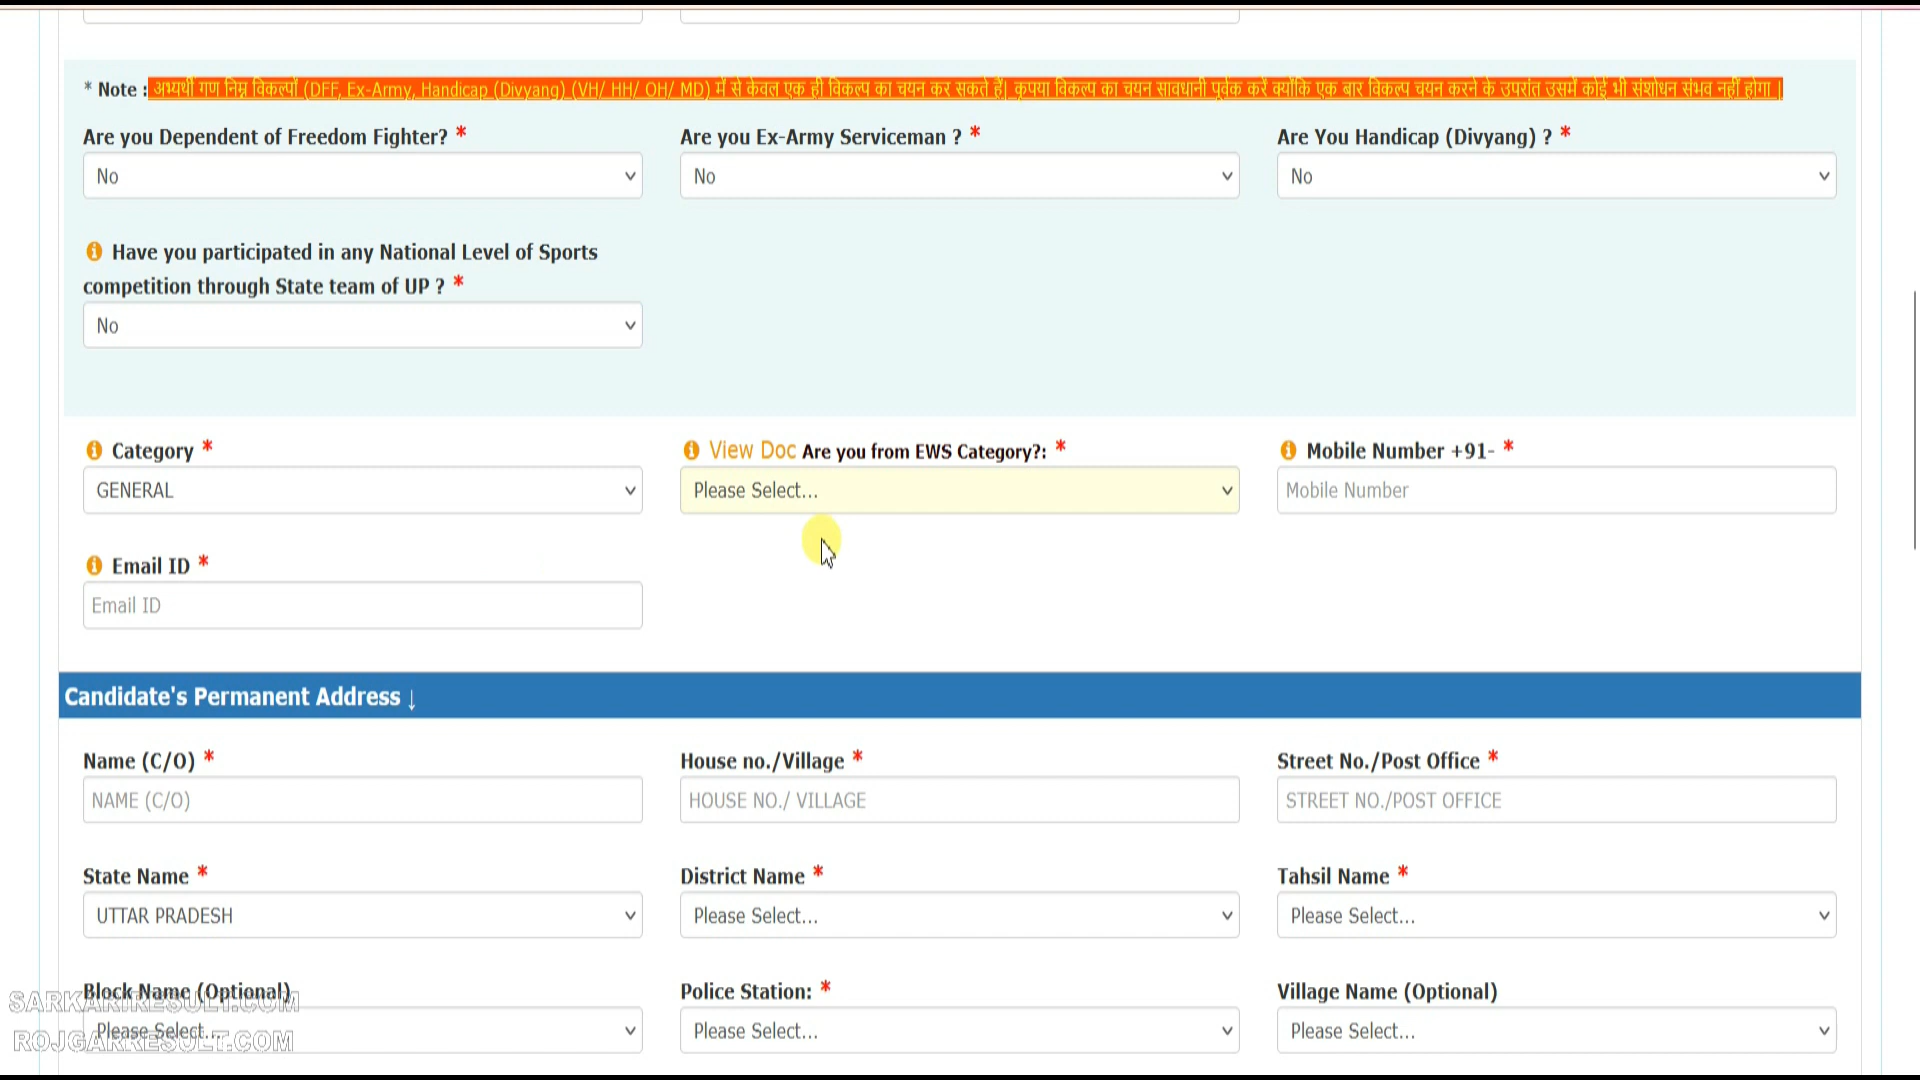 * Note : अभ्यर्थी गण निम्न विकल्पों (DFF, Ex-Army, Handicap (Divyang) (VH/ HH/ OH/ MD) में से केवल एक ही विकल्प का चयन कर सकते हैं| कृपया विकल्प का चयन सावधानी पूर्वक करें क्योंकि एक बार विकल्प चयन करने के उपरांत उसमें कोई भी संशोधन संभव नहीं होगा |
Are you Dependent of Freedom Fighter? * Are you Ex-Army Serviceman ? * Are You Handicap (Divyang) ? *
No No No
Have you participated in any National Level of Sports
competition through State team of UP ? *
No
Category * View Doc Are you from EWS Category?: * Mobile Number +91- *
GENERAL Please Select... Mobile Number
Email ID *
Email ID
Candidate's Permanent Address ↓
Name (C/O) * House no./Village * Street No./Post Office *
NAME (C/O) HOUSE NO./ VILLAGE STREET NO./POST OFFICE
State Name * District Name * Tahsil Name *
UTTAR PRADESH Please Select... Please Select...
Block Name (Optional) Police Station: * Village Name (Optional)
SARKARIRESULT.COM
Please Select... Please Select... Please Select...
ROJGARRESULT.COM